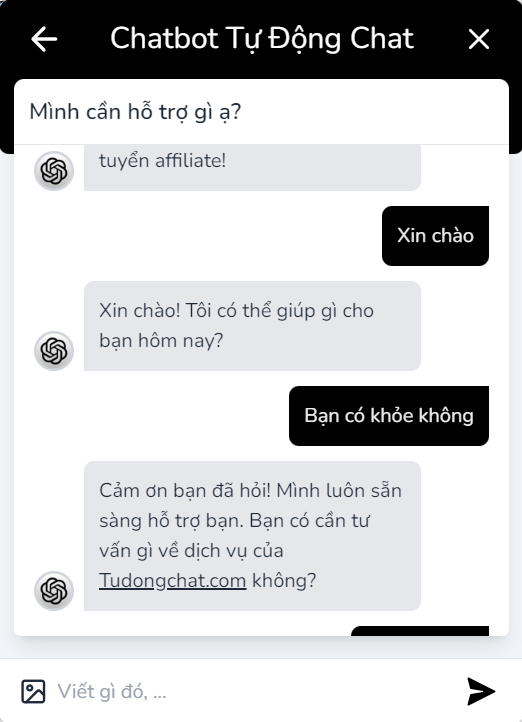 Chatbot Tự Động Chat
Mình cần hỗ trợ gì ạ?
tuyển affiliate!
Xin chào
Xin chào! Tôi có thể giúp gì cho
bạn hôm nay?
Bạn có khỏe không
Cảm ơn bạn đã hỏi! Mình luôn sẵn
sàng hỗ trợ bạn. Bạn có cần tư
vấn gì về dịch vụ của
Tudongchat.com không?
Viết gì đó, ...